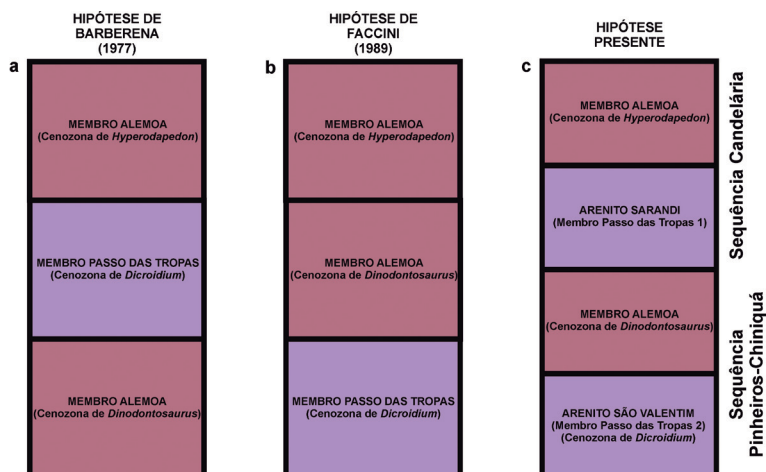 HIPÓTESE DE
BARBERENA
(1977)
a
MEMBRO ALEMOA
(Cenozona de Hyperodapedon)
MEMBRO PASSO DAS TROPAS
(Cenozona de Dicroidium)
MEMBRO ALEMOA
(Cenozona de Dinodontosaurus)
HIPÓTESE DE
FACCINI
(1989)
b
MEMBRO ALEMOA
(Cenozona de Hyperodapedon)
MEMBRO ALEMOA
(Cenozona de Dinodontosaurus)
MEMBRO PASSO DAS TROPAS
(Cenozona de Dicroidium)
HIPÓTESE
PRESENTE
c
MEMBRO ALEMOA
(Cenozona de Hyperodapedon)
ARENITO SARANDI
(Membro Passo das Tropas 1)
MEMBRO ALEMOA
(Cenozona de Dinodontosaurus)
ARENITO SÃO VALENTIM
(Membro Passo das Tropas 2)
(Cenozona de Dicroidium)
Sequência Candelária
Sequência
Pinheiros-Chiniquá